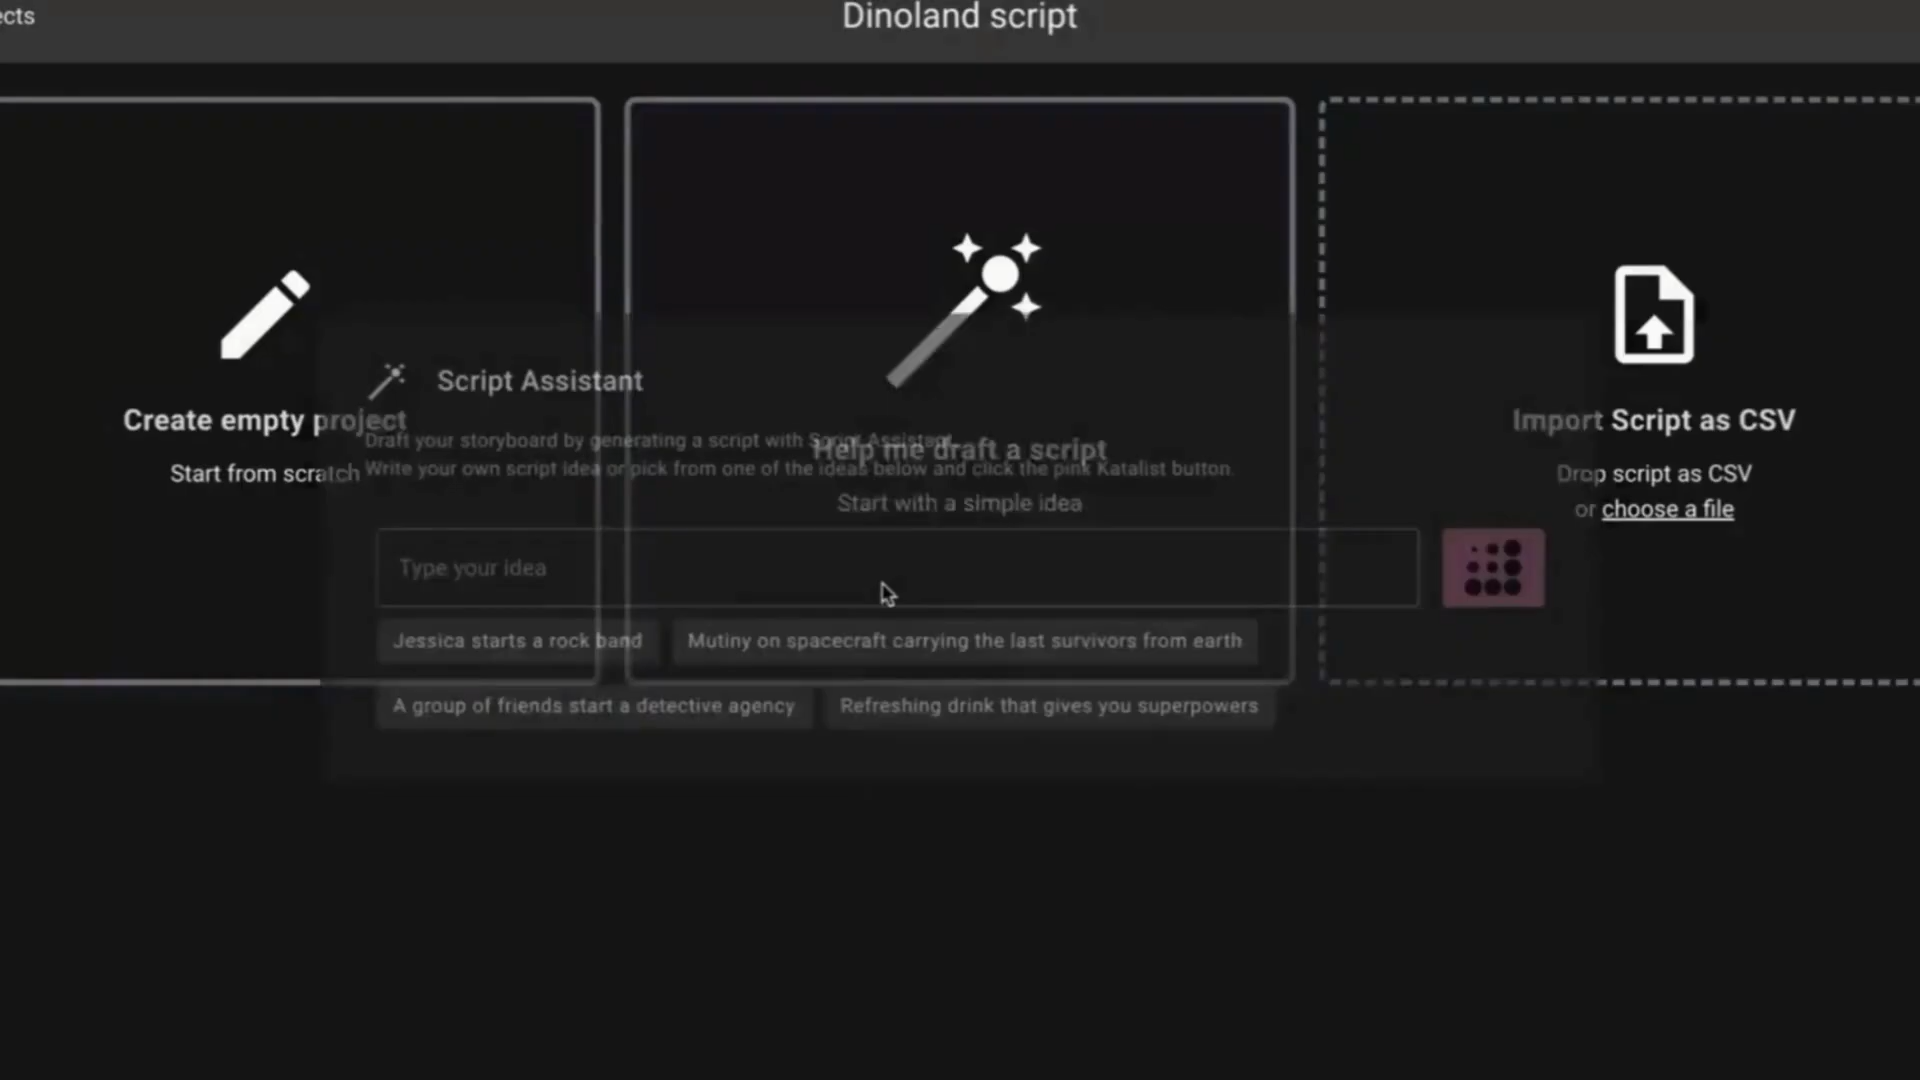 ects
Dinoland script
Create empty project
Start from scratch
Help me draft a script
Start with a simple idea
Import Script as CSV
Drop script as CSV
or choose a file
Script Assistant
Draft your storyboard by generating a script with Script Assistant.
Write your own script idea or pick from one of the ideas below and click the pink Katalist button.
Type your idea
Jessica starts a rock band
Mutiny on spacecraft carrying the last survivors from earth
A group of friends start a detective agency
Refreshing drink that gives you superpowers